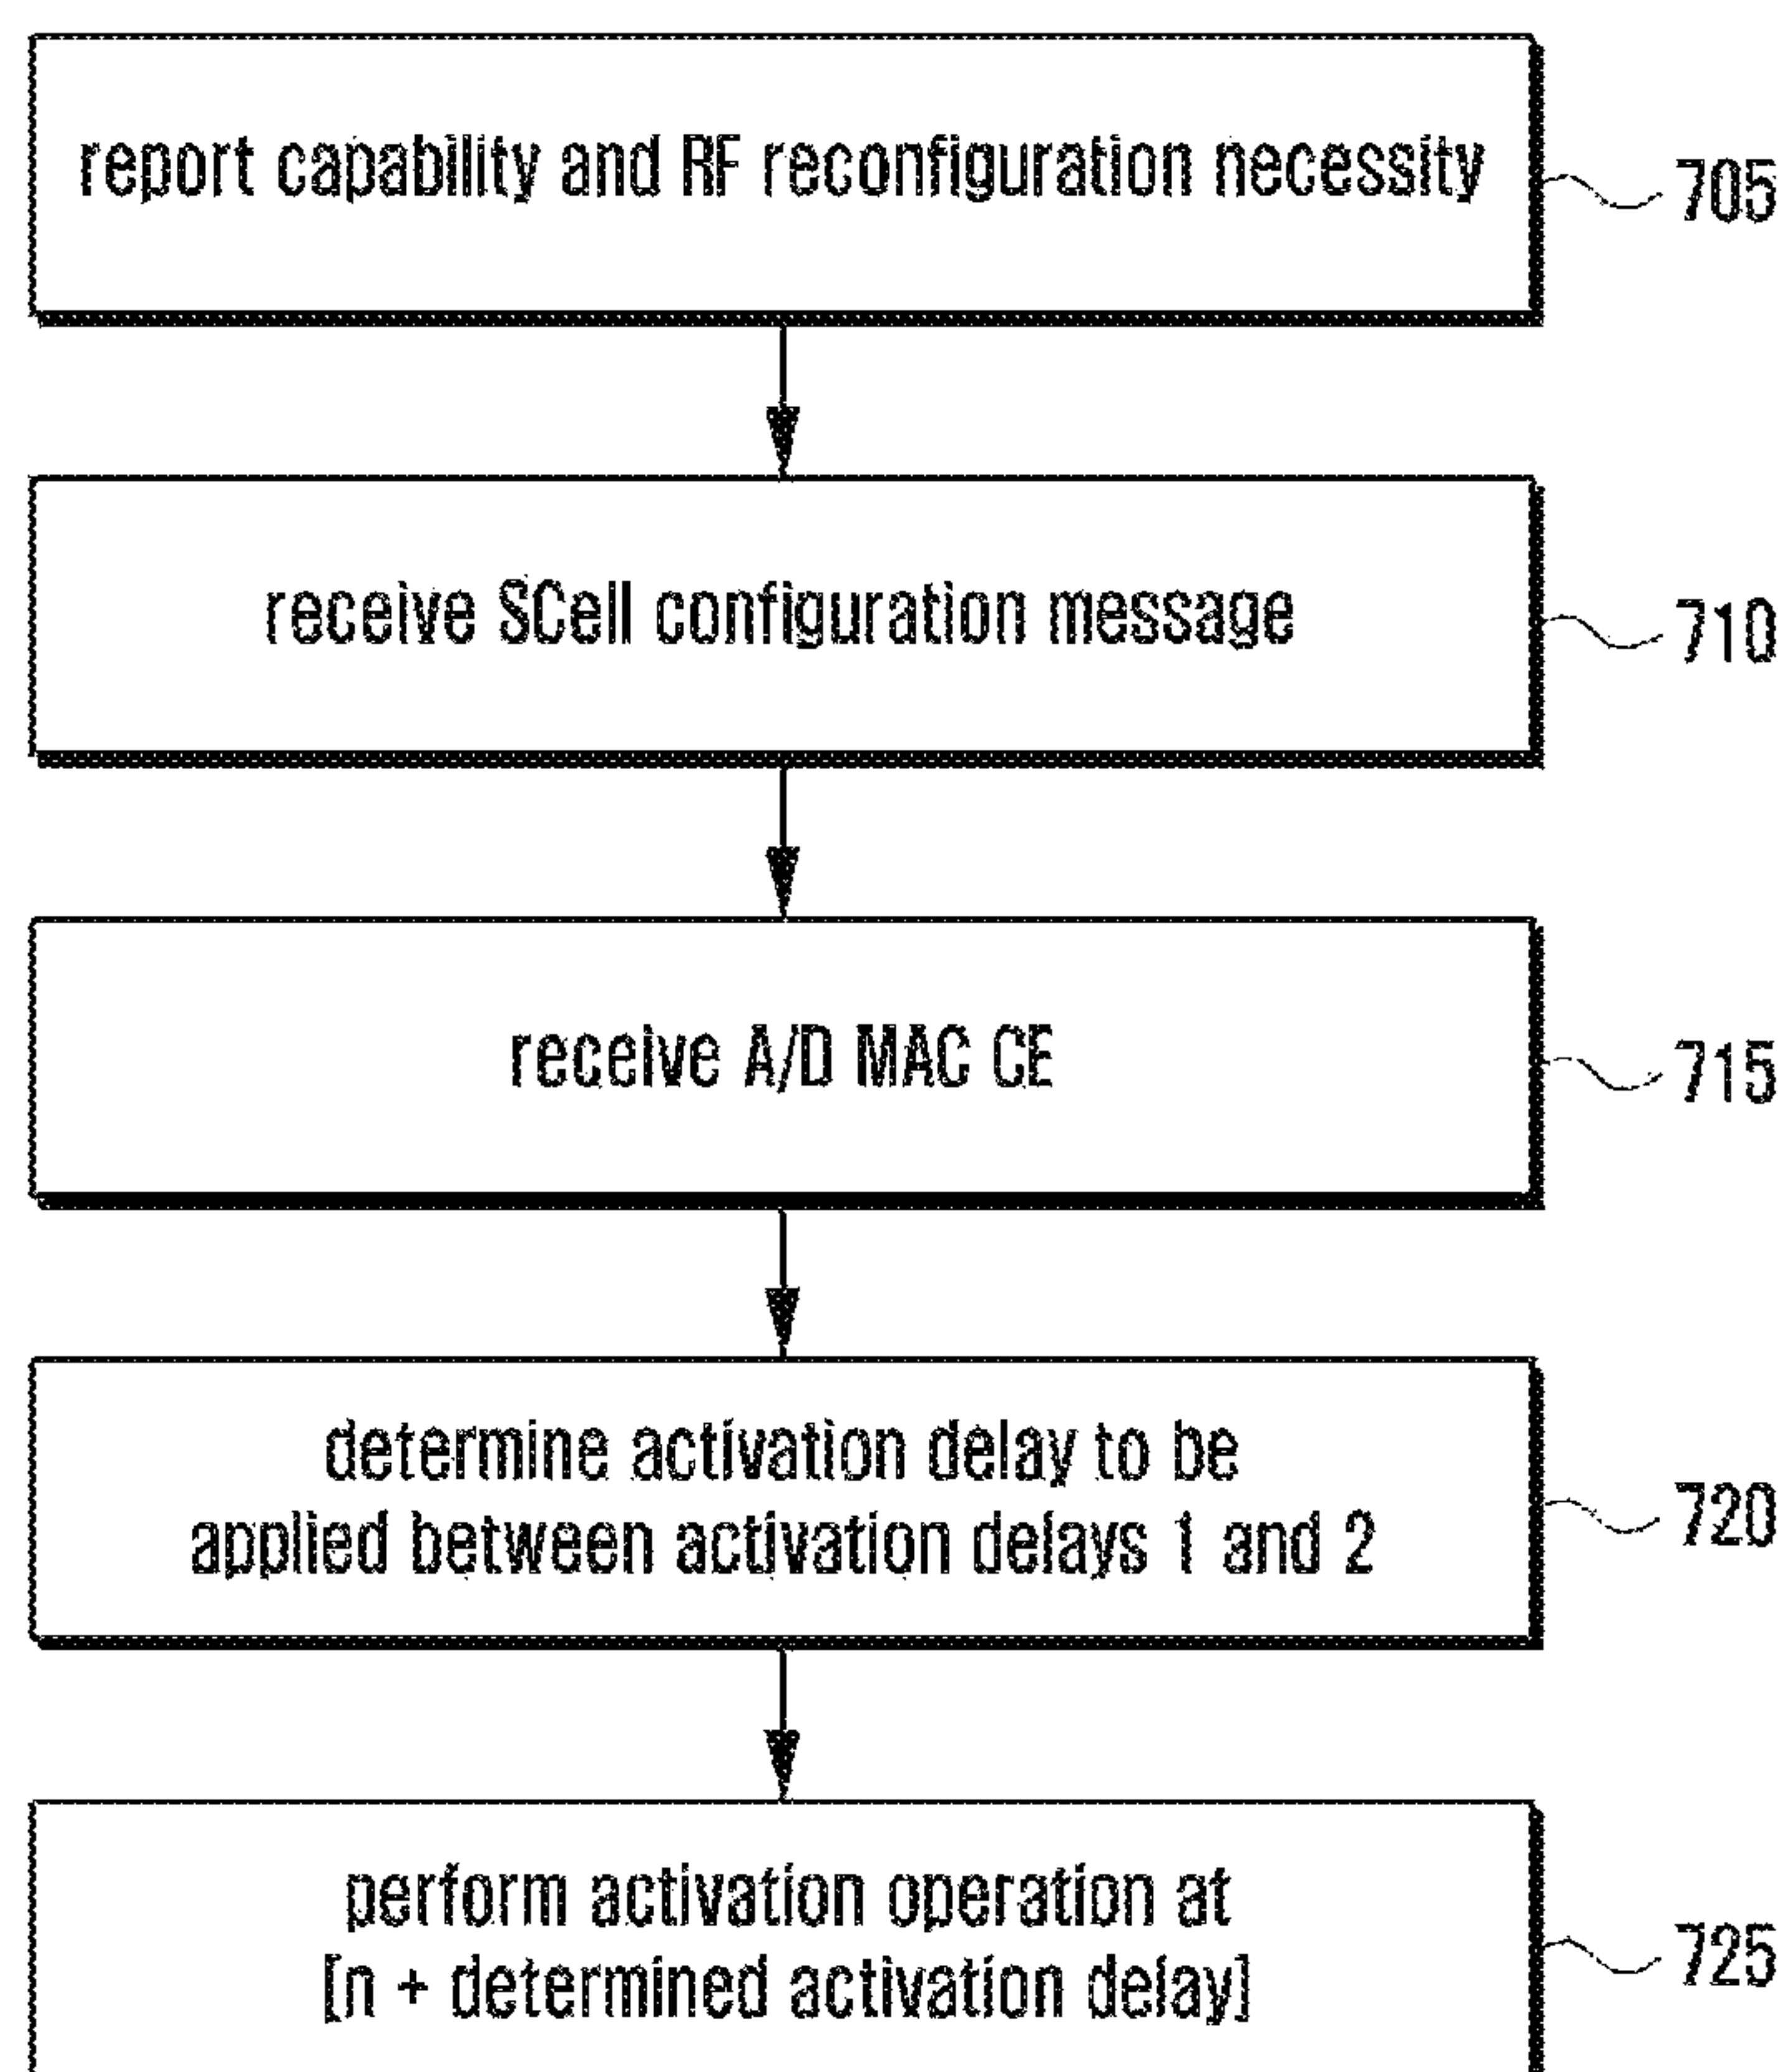 report capability and RF reconfiguration necessity
705
receive SCell configuration message
710
receive A/D MAC CE
715
determine activation delay to be
applied between activation delays 1 and 2
720
perform activation operation at
[n + determined activation delay]
725